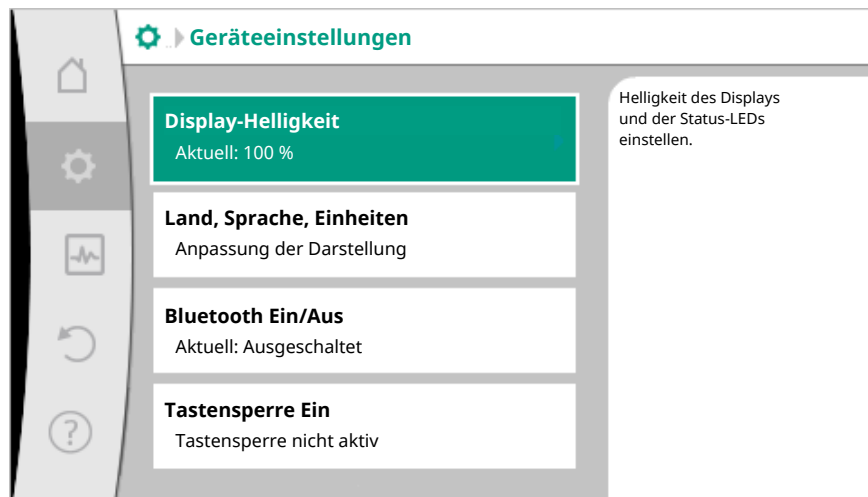 Geräteeinstellungen
Display-Helligkeit
Aktuell: 100 %
Land, Sprache, Einheiten
Anpassung der Darstellung
Bluetooth Ein/Aus
Aktuell: Ausgeschaltet
Tastensperre Ein
Tastensperre nicht aktiv
Helligkeit des Displays
und der Status-LEDs
einstellen.
?